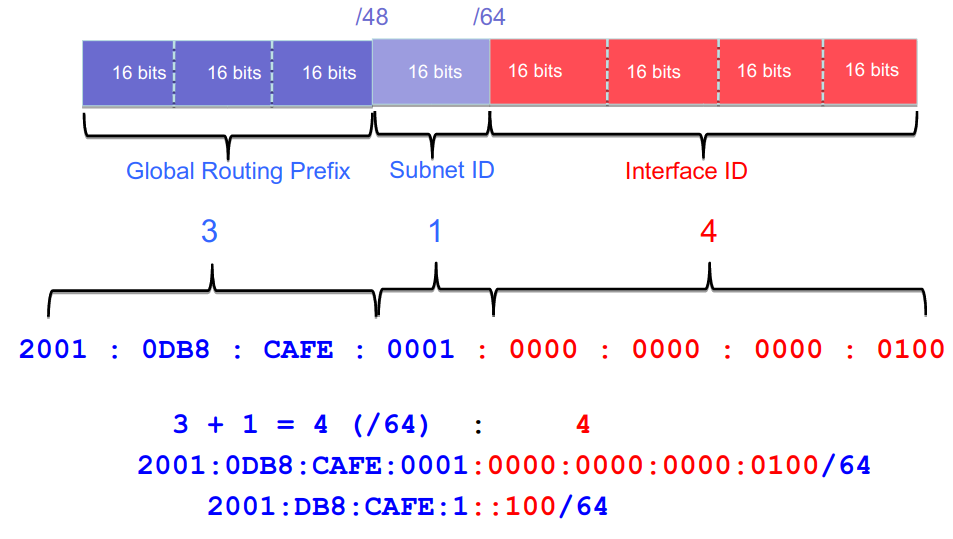 /48 /64
16 bits 16 bits 16 bits 16 bits 16 bits 16 bits 16 bits 16 bits
Global Routing Prefix Subnet ID Interface ID
3 1 4
2001 : 0DB8 : CAFE : 0001 : 0000 : 0000 : 0000 : 0100
3 + 1 = 4 (/64) : 4
2001:0DB8:CAFE:0001:0000:0000:0000:0100/64
2001:DB8:CAFE:1::100/64